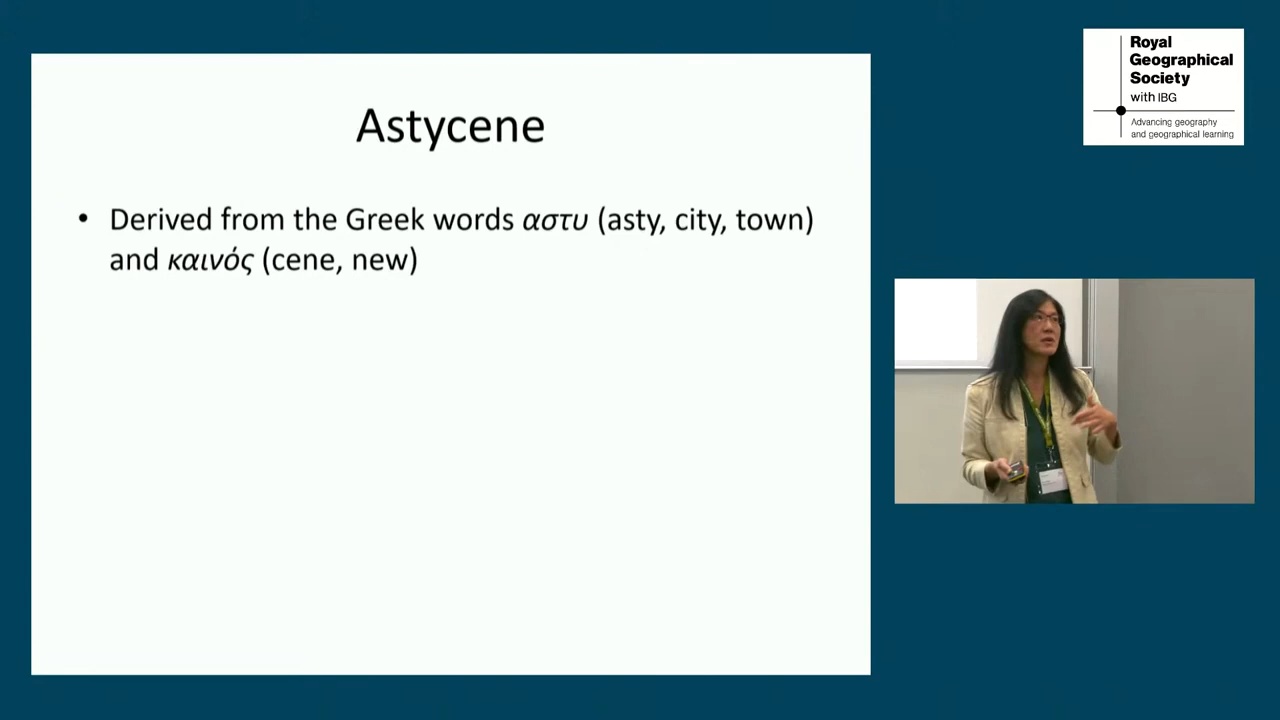 Astycene
• Derived from the Greek words αστυ (asty, city, town)
and καινός (cene, new)
Royal
Geographical
Society
with IBG
Advancing geography
and geographical learning